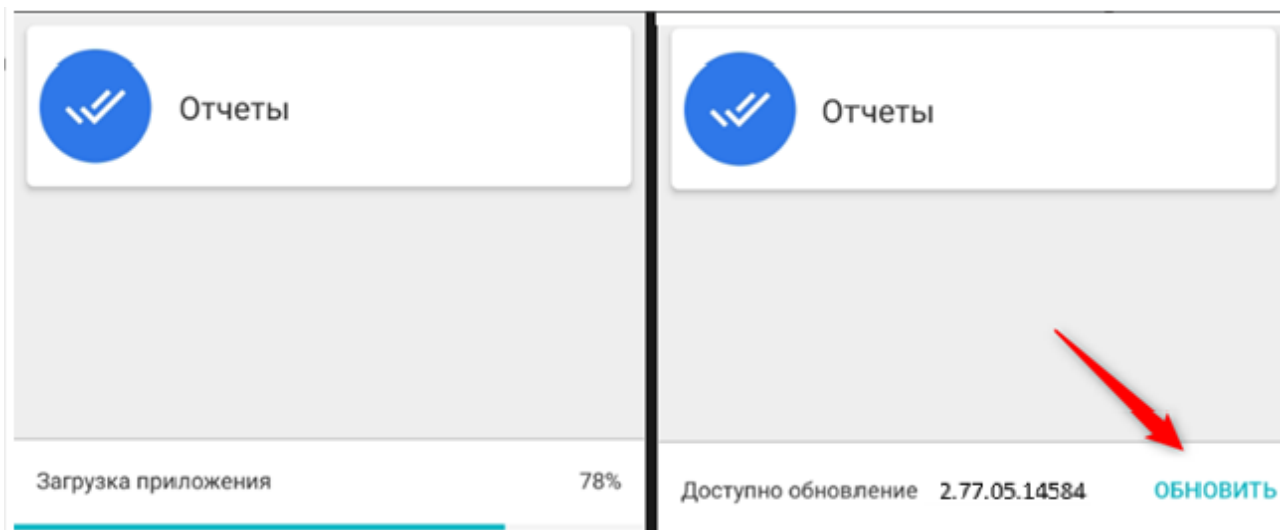 Отчеты
Загрузка приложения 78%
Отчеты
Доступно обновление 2.77.05.14584 ОБНОВИТЬ